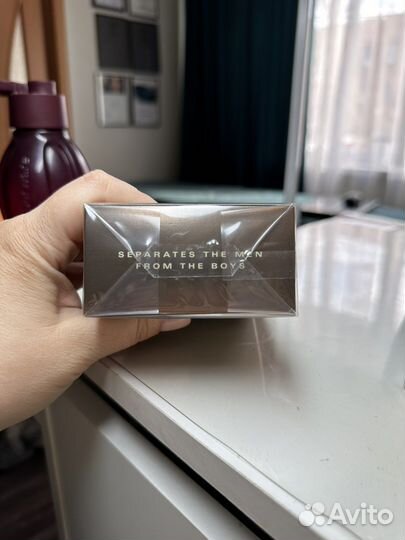 SEPARATES THE MEN
FROM THE BOYS
Avito